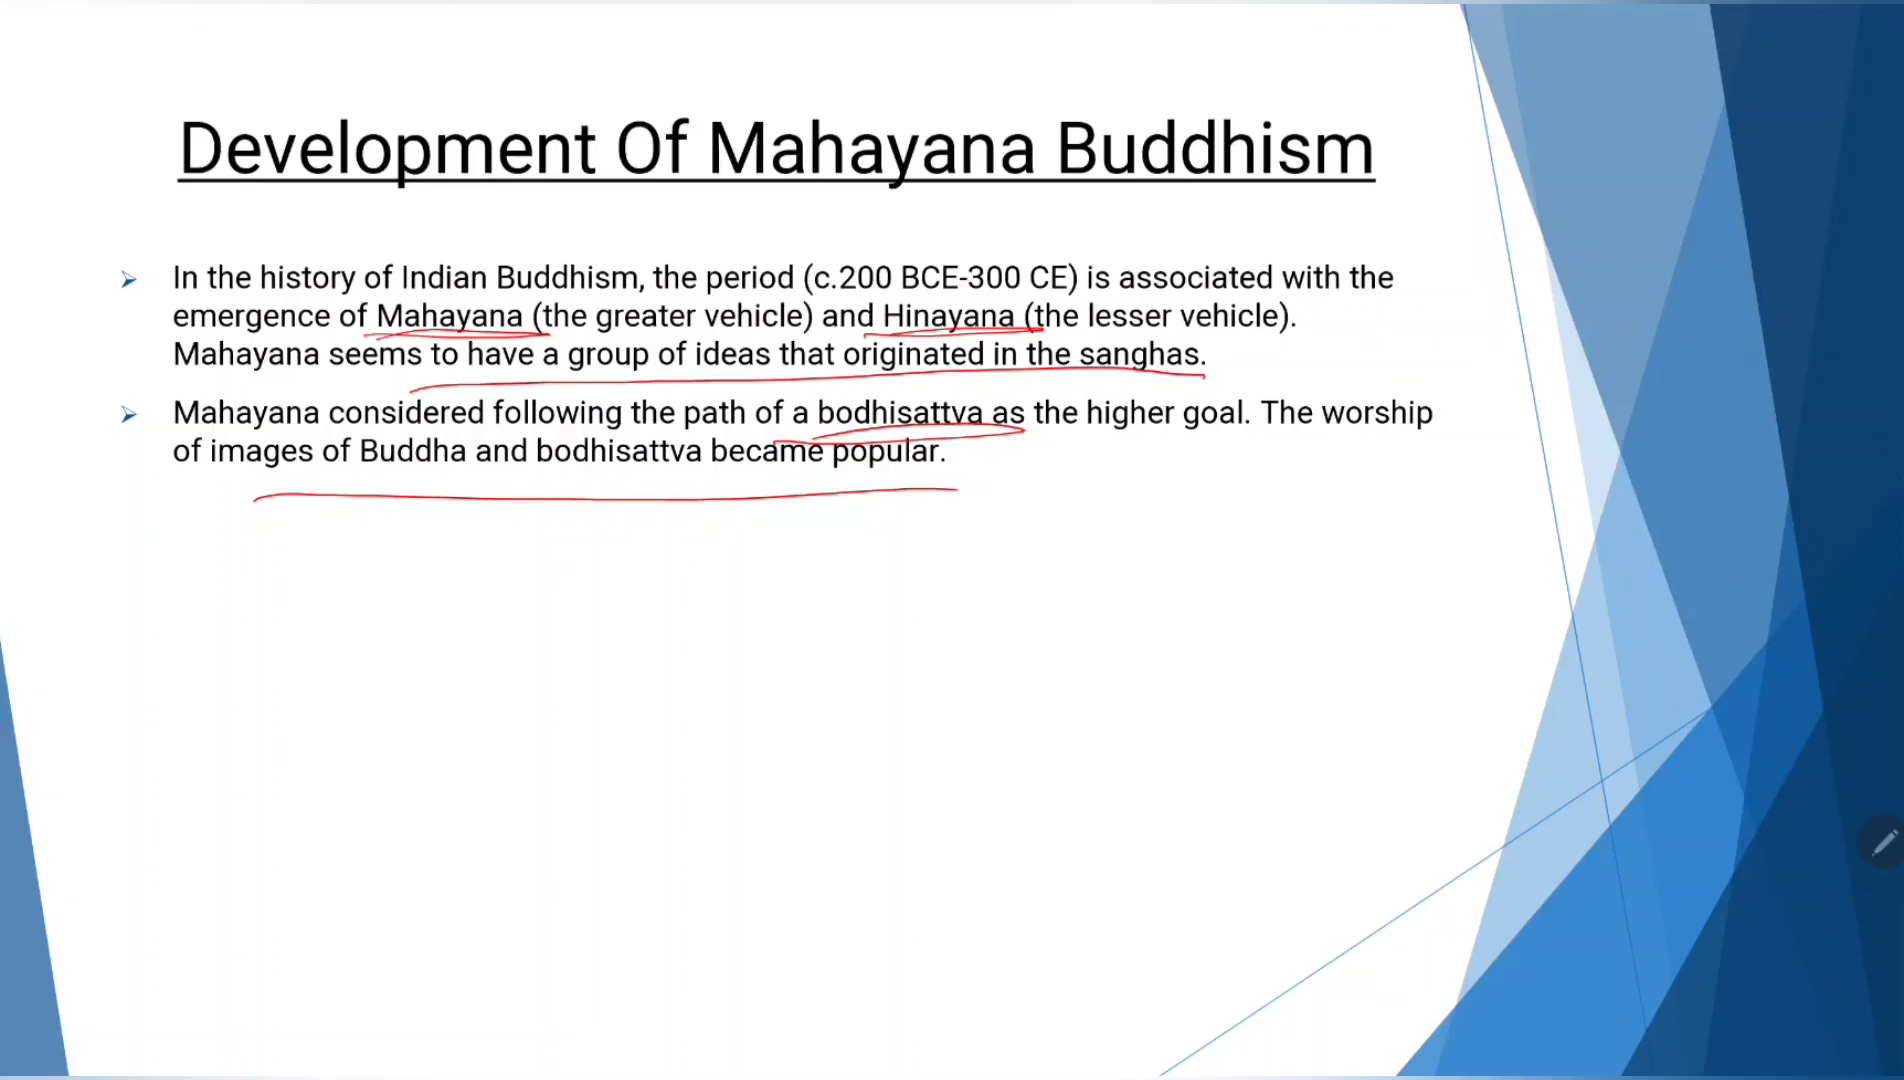 Development Of Mahayana Buddhism
In the history of Indian Buddhism, the period (c.200 BCE-300 CE) is associated with the
emergence of Mahayana (the greater vehicle) and Hinayana (the lesser vehicle).
Mahayana seems to have a group of ideas that originated in the sanghas.
Mahayana considered following the path of a bodhisattva as the higher goal. The worship
of images of Buddha and bodhisattva became popular.